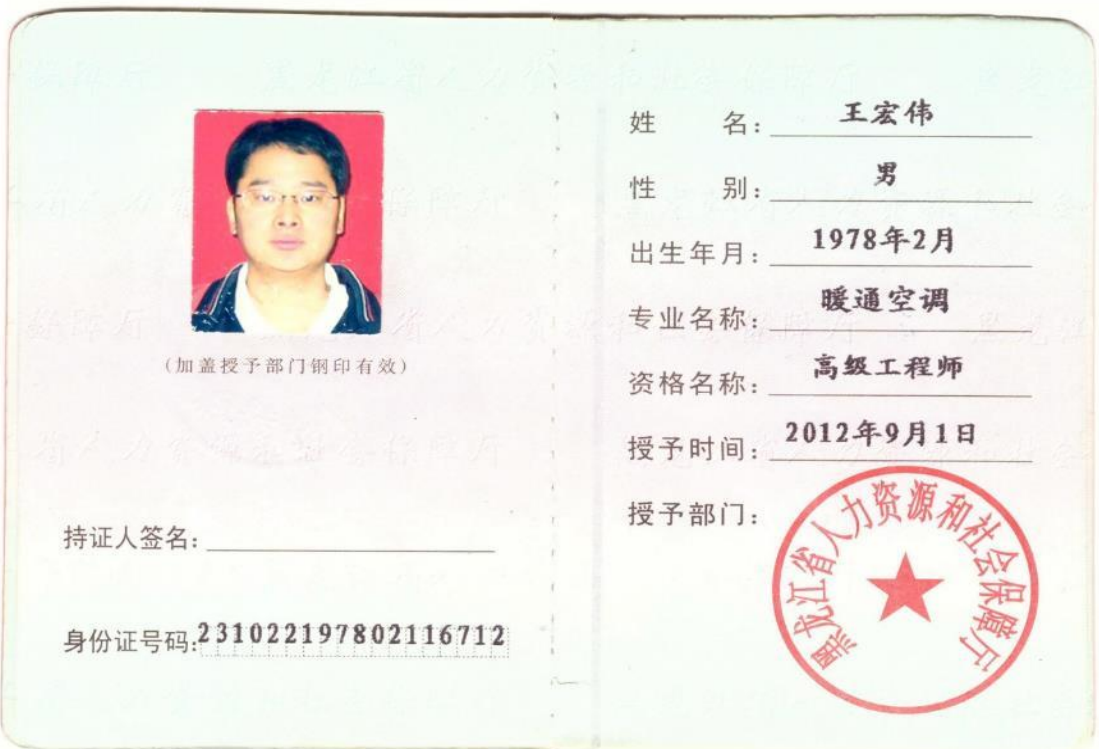 (加盖授予部门钢印有效)
持证人签名:
身份证号码:231022197802116712
姓 名:王宏伟
性 别:男
出生年月:1978年2月
专业名称:暖通空调
资格名称:高级工程师
授予时间:2012年9月1日
授予部门:
黑龙江省人力资源和社会保障厅